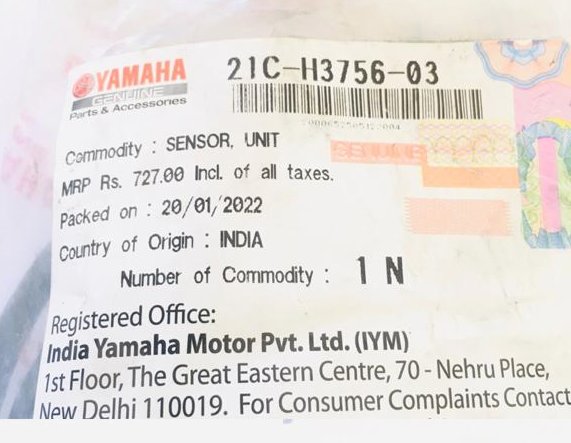 YAMAHA
GENUINE
Parts & Accessories
21C-H3756-03
Commodity : SENSOR, UNIT
GENUINE
MRP Rs. 727.00 Incl. of all taxes.
Packed on : 20/01/2022
Country of Origin : INDIA
Number of Commodity : 1 N
Registered Office:
India Yamaha Motor Pvt. Ltd. (IYM)
1st Floor, The Great Eastern Centre, 70 - Nehru Place,
New Delhi 110019. For Consumer Complaints Contact